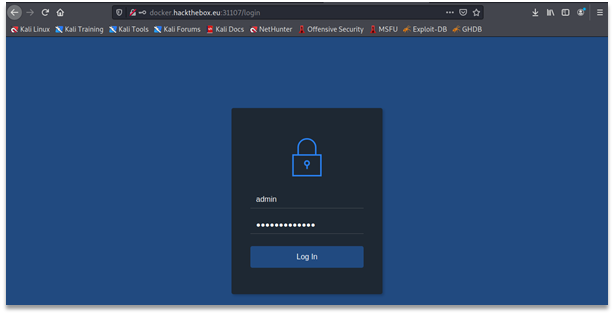 docker.hackthebox.eu:31107/login
Kali Linux Kali Training Kali Tools Kali Forums Kali Docs NetHunter Offensive Security MSFU Exploit-DB GHDB
admin
•••••••••••••
Log In